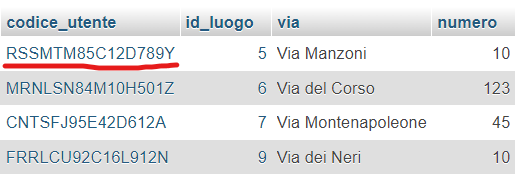 codice_utente id_luogo via numero
RSSMTM85C12D789Y 5 Via Manzoni 10
MRNLSN84M10H501Z 6 Via del Corso 123
CNTSFJ95E42D612A 7 Via Montenapoleone 45
FRRLCU92C16L912N 9 Via dei Neri 10